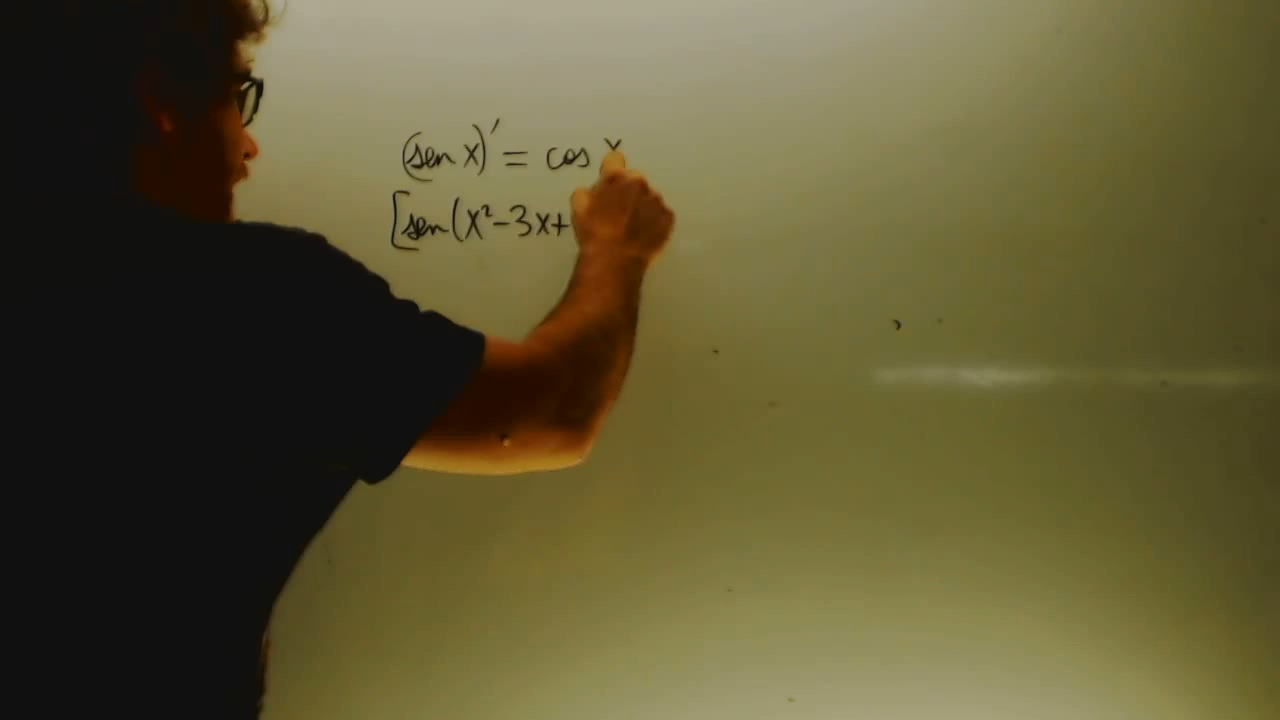 (sen x)' = cos x
[sen(x²-3x+